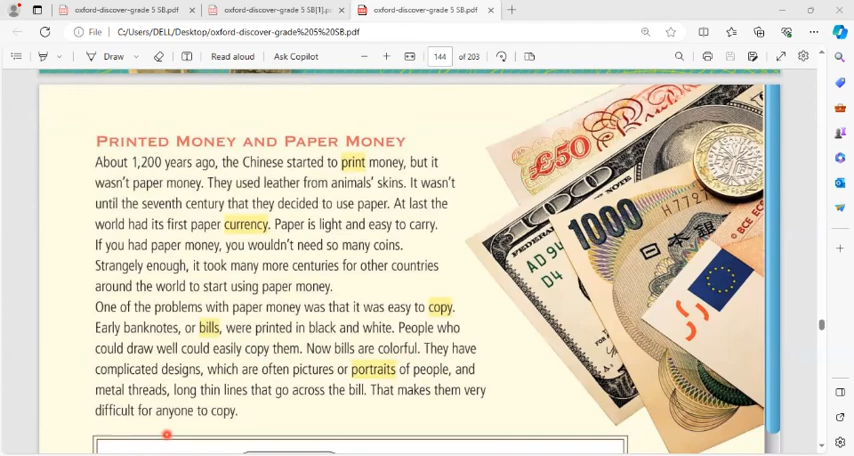 oxford-discover-grade 5 SB.pdf
oxford-discover-grade 5 SB[1].pdf
oxford-discover-grade 5 SB.pdf
File
C:/Users/DELL/Desktop/oxford-discover-grade%205%20SB.pdf
Draw
Read aloud
Ask Copilot
144
of 203
PRINTED MONEY AND PAPER MONEY
About 1,200 years ago, the Chinese started to print money, but it
wasn't paper money. They used leather from animals' skins. It wasn't
until the seventh century that they decided to use paper. At last the
world had its first paper currency. Paper is light and easy to carry.
If you had paper money, you wouldn't need so many coins.
Strangely enough, it took many more centuries for other countries
around the world to start using paper money.
One of the problems with paper money was that it was easy to copy.
Early banknotes, or bills, were printed in black and white. People who
could draw well could easily copy them. Now bills are colorful. They have
complicated designs, which are often pictures or portraits of people, and
metal threads, long thin lines that go across the bill. That makes them very
difficult for anyone to copy.
£50
100
FEDERAL
NOTE
AD94
D4
1000
H7727
日本銀
BCE EC